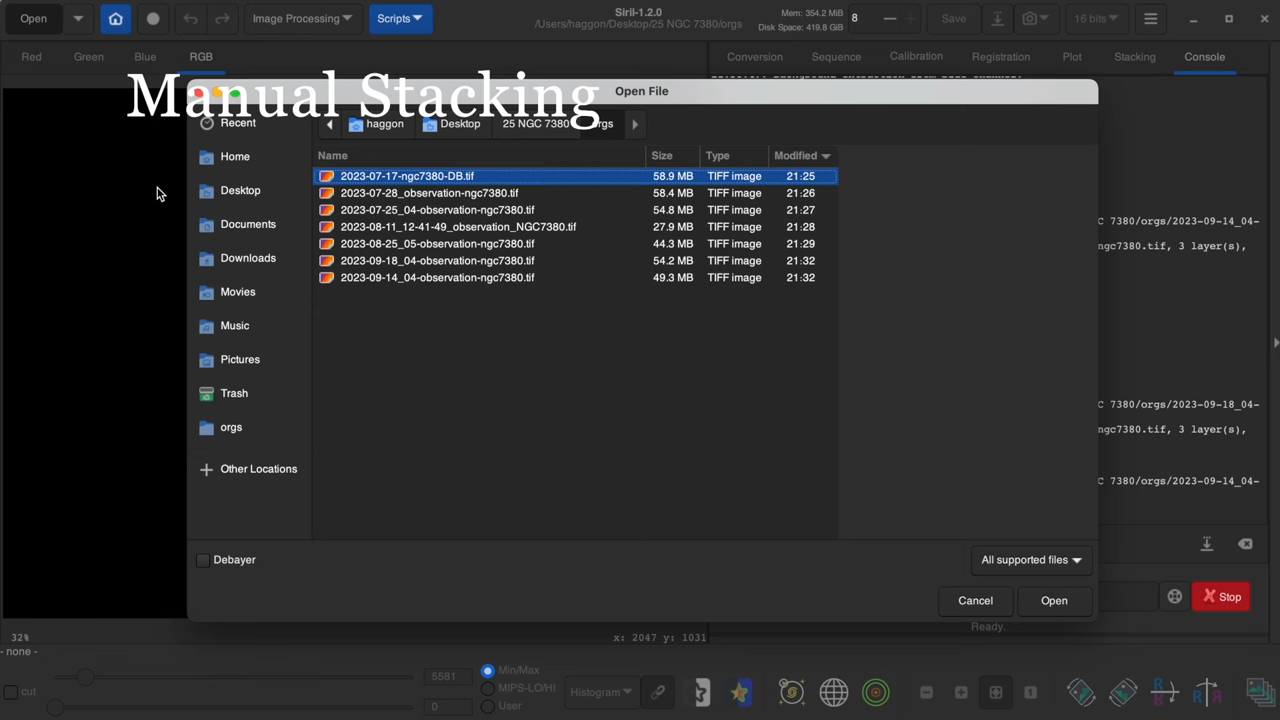 Open
Image Processing
Scripts
Siril-1.2.0
/Users/haggon/Desktop/25 NGC 7380/orgs
Mem: 354.2 MiB
Disk Space: 419.8 GiB
8
Save
16 bits
Red
Green
Blue
RGB
Conversion
Sequence
Calibration
Registration
Plot
Stacking
Console
Manual Stacking
Open File
Recent
haggon
Desktop
25 NGC 7380
orgs
Home
Desktop
Documents
Downloads
Movies
Music
Pictures
Trash
orgs
Other Locations
Name Size Type Modified
2023-07-17-ngc7380-DB.tif 58.9 MB TIFF image 21:25
2023-07-28_observation-ngc7380.tif 58.4 MB TIFF image 21:26
2023-07-25_04-observation-ngc7380.tif 54.8 MB TIFF image 21:27
2023-08-11_12-41-49_observation_NGC7380.tif 27.9 MB TIFF image 21:28
2023-08-25_05-observation-ngc7380.tif 44.3 MB TIFF image 21:29
2023-09-18_04-observation-ngc7380.tif 54.2 MB TIFF image 21:32
2023-09-14_04-observation-ngc7380.tif 49.3 MB TIFF image 21:32
C 7380/orgs/2023-09-14_04-
ngc7380.tif, 3 layer(s),
C 7380/orgs/2023-09-18_04-
ngc7380.tif, 3 layer(s),
C 7380/orgs/2023-09-14_04-
Debayer
All supported files
Cancel
Open
Stop
Ready.
32%
x: 2047 y: 1031
- none -
cut
5581
0
Min/Max
MIPS-LO/HI
User
Histogram
1
R
R
R R